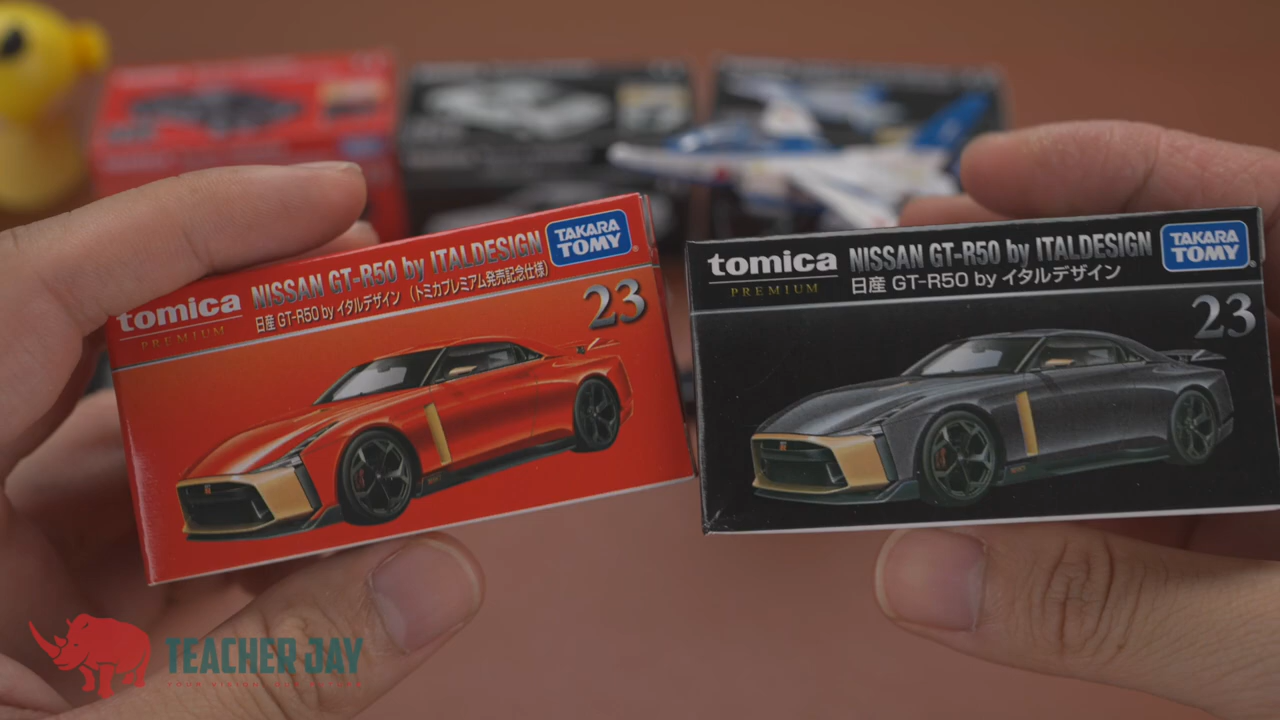 tomica
PREMIUM
NISSAN GT-R50 by ITALDESIGN
日産 GT-R50 by イタルデザイン (トミカプレミアム発売記念仕様)
TAKARA
TOMY
23
tomica
PREMIUM
NISSAN GT-R50 by ITALDESIGN
日産 GT-R50 by イタルデザイン
TAKARA
TOMY
23
TEACHER JAY